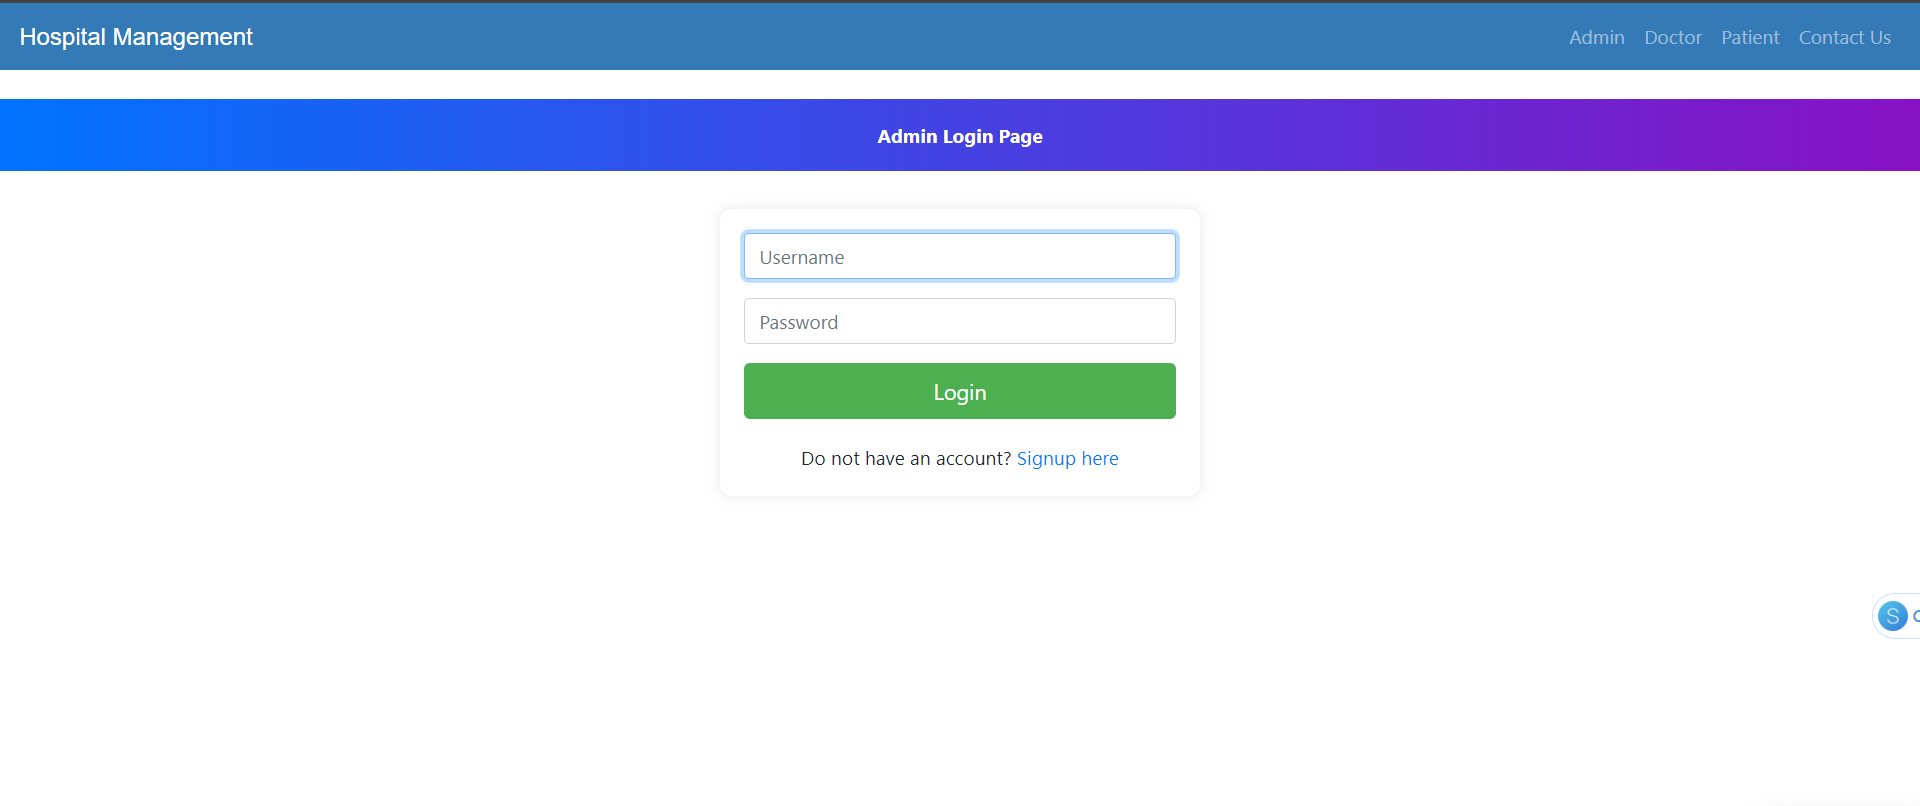 Hospital Management
Admin Doctor Patient Contact Us
Admin Login Page
Username
Password
Login
Do not have an account? Signup here
S